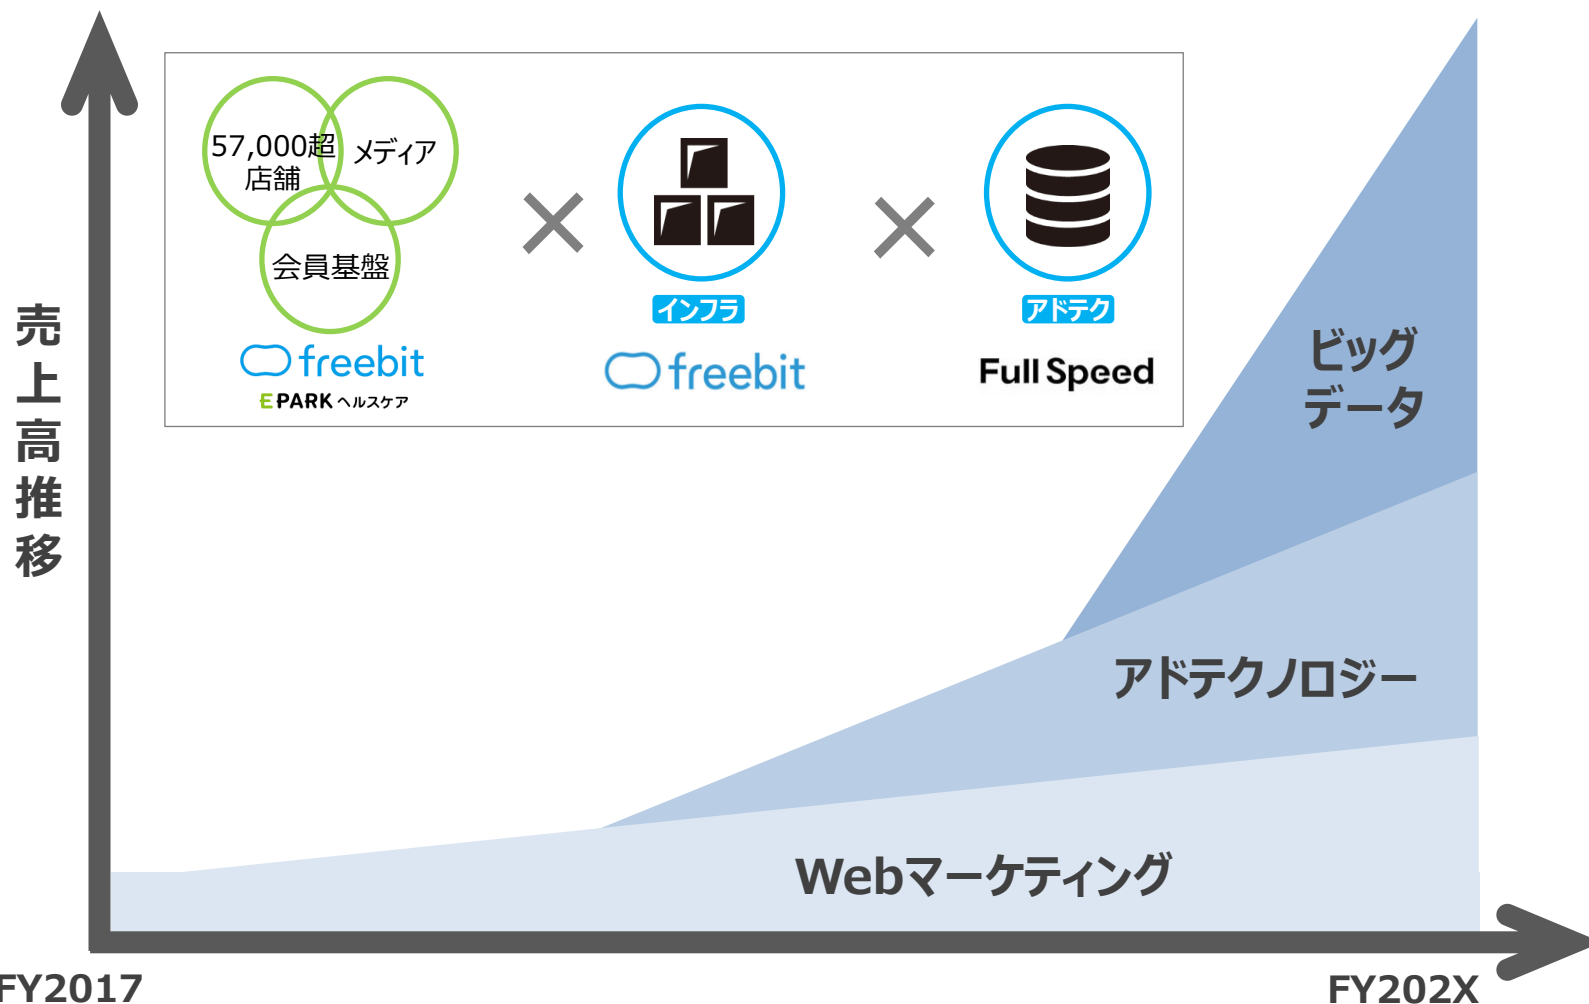 57,000超
店舗
メディア
会員基盤
インフラ
アドテク
freebit
EPARK ヘルスケア
freebit
Full Speed
売上高推移
ビッグ
データ
アドテクノロジー
Webマーケティング
FY2017
FY202X